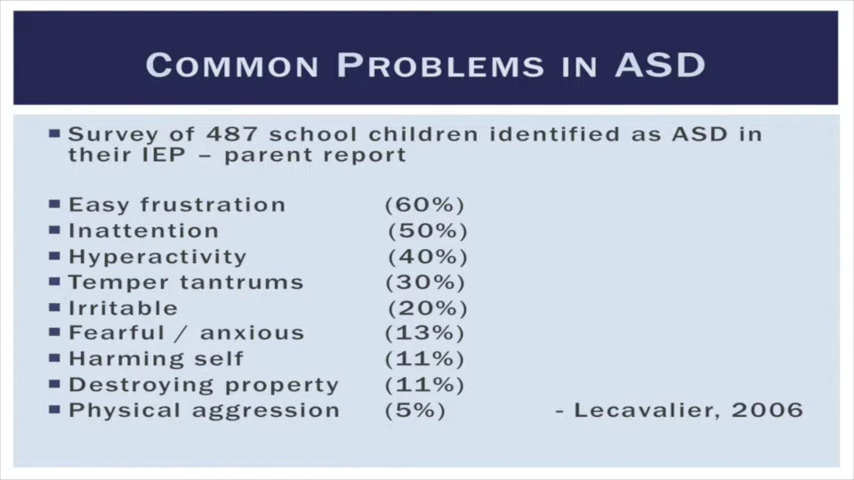 COMMON PROBLEMS IN ASD
▪ Survey of 487 school children identified as ASD in
their IEP – parent report
▪ Easy frustration (60%)
▪ Inattention (50%)
▪ Hyperactivity (40%)
▪ Temper tantrums (30%)
▪ Irritable (20%)
▪ Fearful / anxious (13%)
▪ Harming self (11%)
▪ Destroying property (11%)
▪ Physical aggression (5%) - Lecavalier, 2006